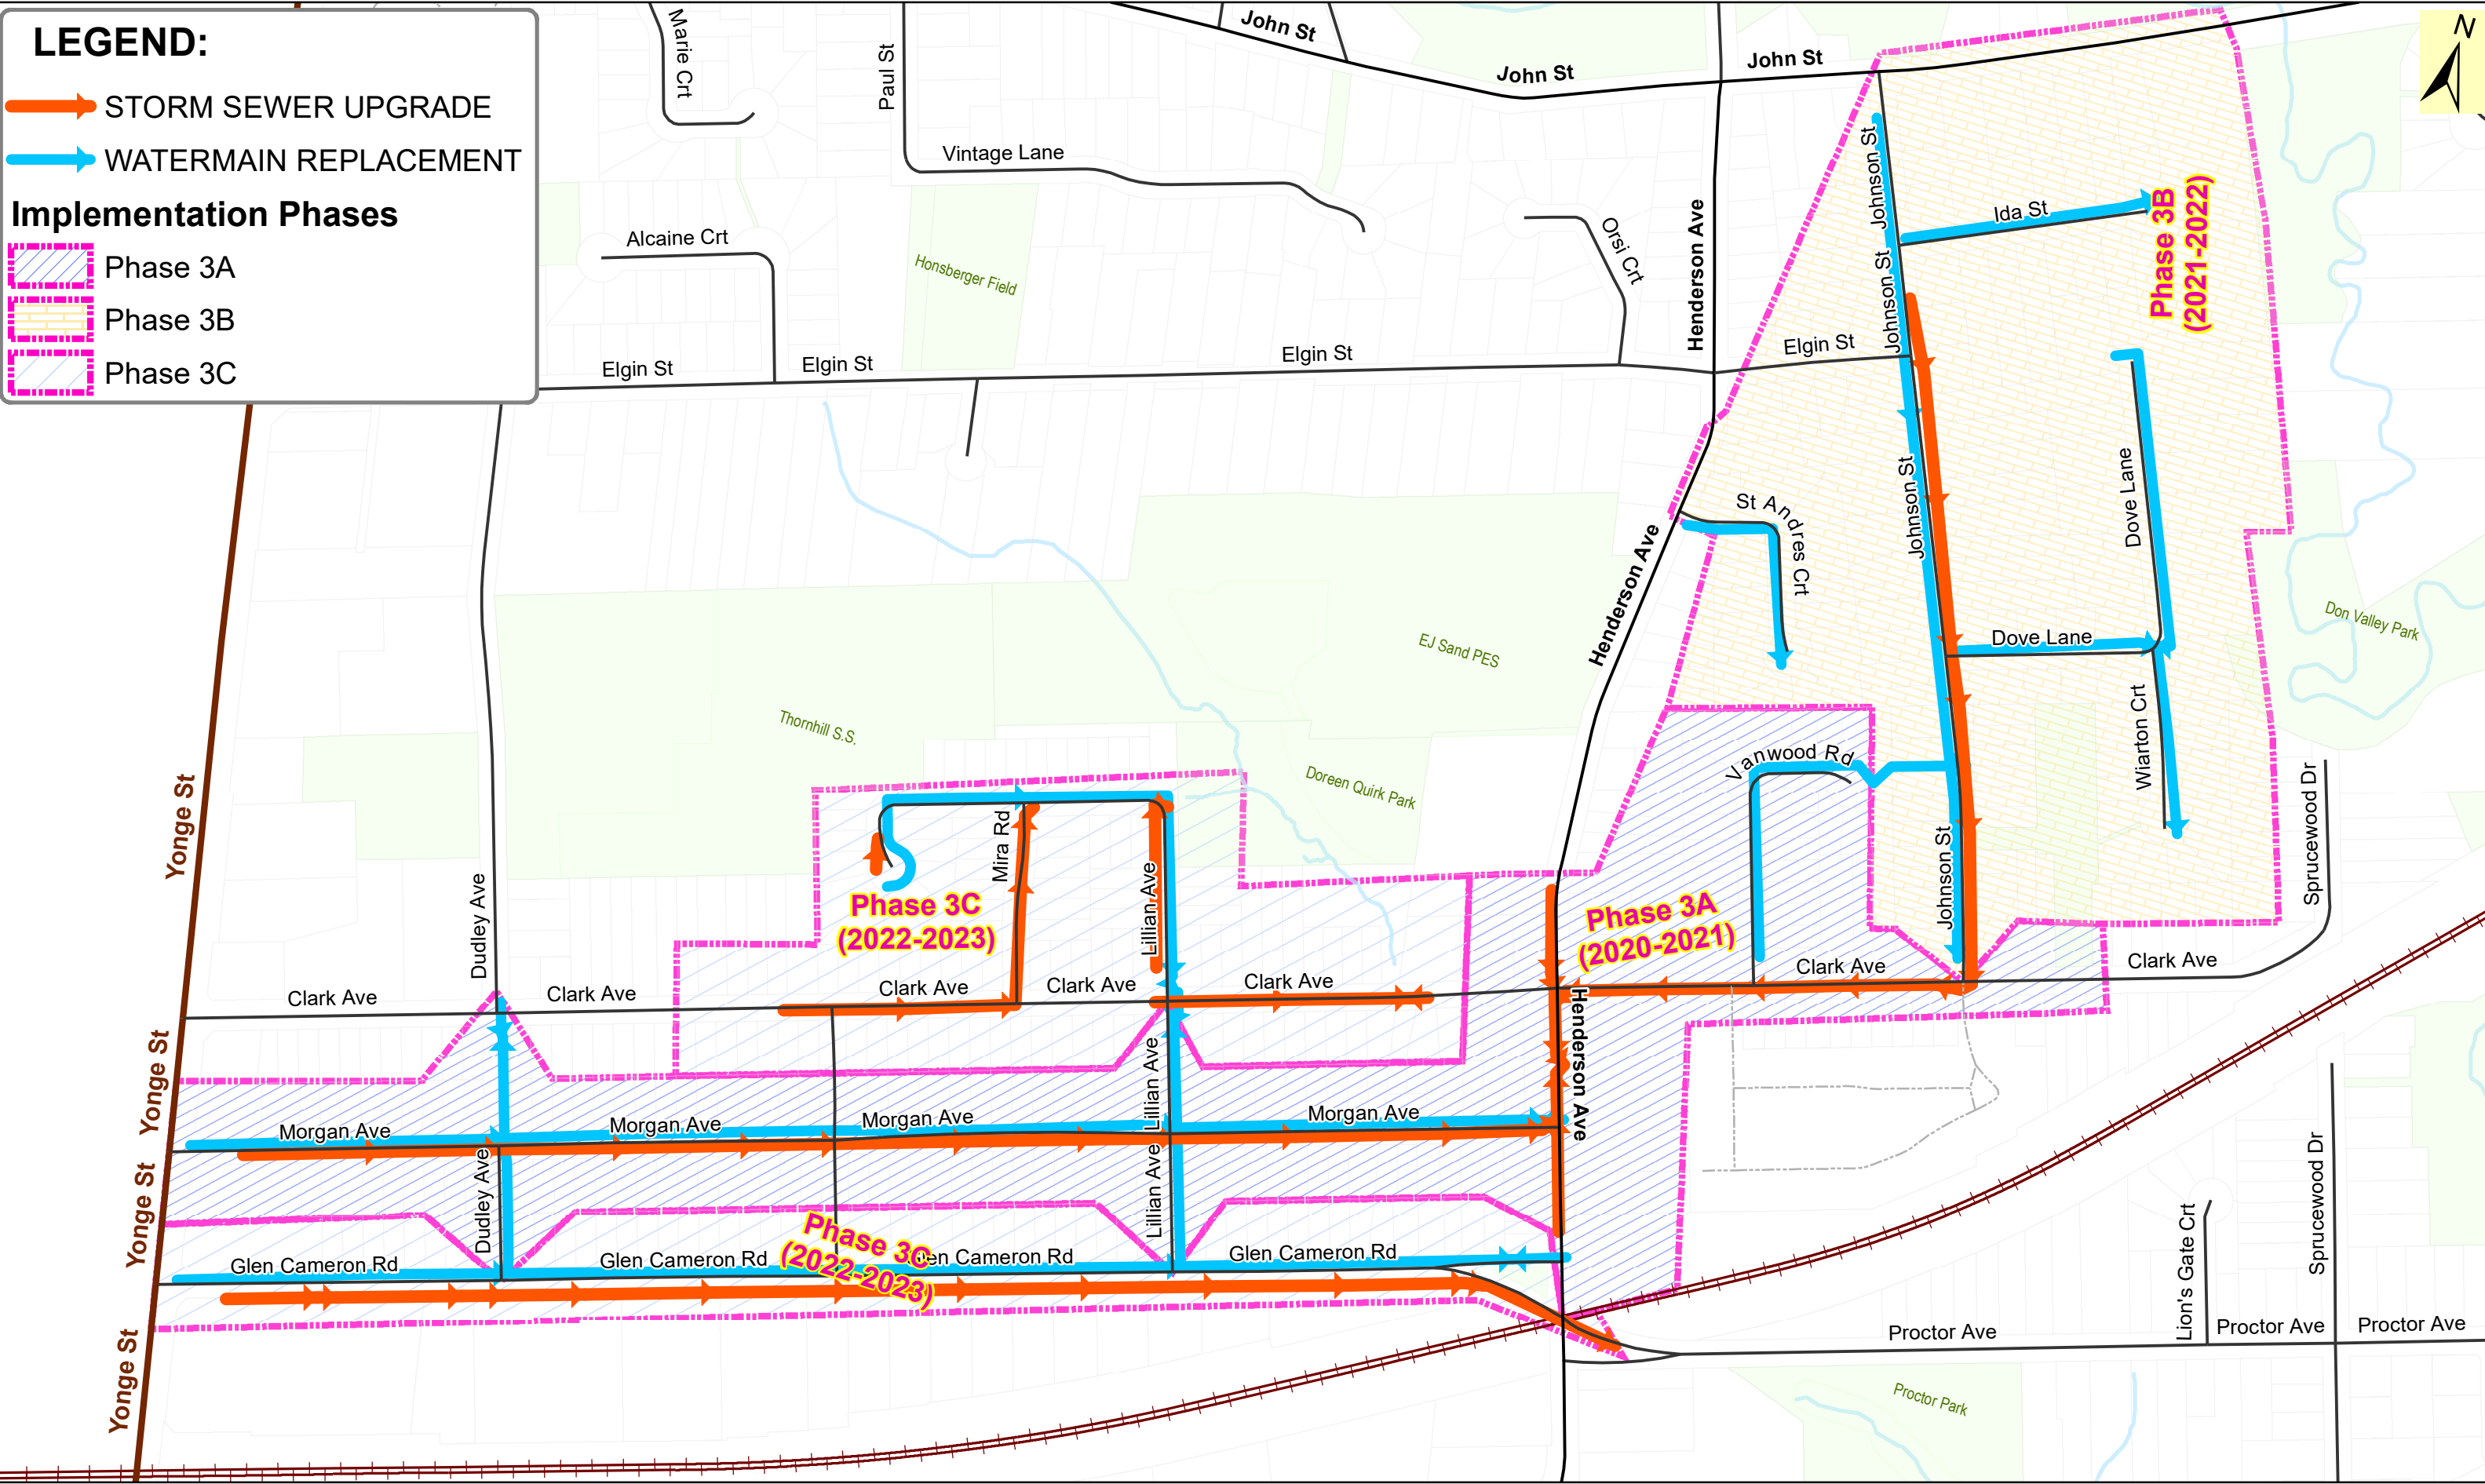 LEGEND:
STORM SEWER UPGRADE
WATERMAIN REPLACEMENT
Implementation Phases
Phase 3A
Phase 3B
Phase 3C
N
Marie Crt
Paul St
John St
John St
John St
Vintage Lane
Alcaine Crt
Honsberger Field
Orsi Crt
Henderson Ave
Johnson St
Ida St
Phase 3B
(2021-2022)
Johnson St
Elgin St
Elgin St
Elgin St
Elgin St
St Andres Crt
Johnson St
Dove Lane
Henderson Ave
EJ Sand PES
Don Valley Park
Dove Lane
Thornhill S.S.
Doreen Quirk Park
Vanwood Rd
Wiarton Crt
Sprucewood Dr
Yonge St
Mira Rd
Lillian Ave
Johnson St
Dudley Ave
Phase 3C
(2022-2023)
Phase 3A
(2020-2021)
Clark Ave
Clark Ave
Clark Ave
Clark Ave
Clark Ave
Clark Ave
Clark Ave
Henderson Ave
Yonge St
Lillian Ave
Morgan Ave
Morgan Ave
Morgan Ave
Morgan Ave
Yonge St
Dudley Ave
Lillian Ave
Sprucewood Dr
Lion's Gate Crt
Glen Cameron Rd
Glen Cameron Rd
Glen Cameron Rd
Glen Cameron Rd
Phase 3C
(2022-2023)
Yonge St
Proctor Ave
Proctor Ave
Proctor Ave
Proctor Park